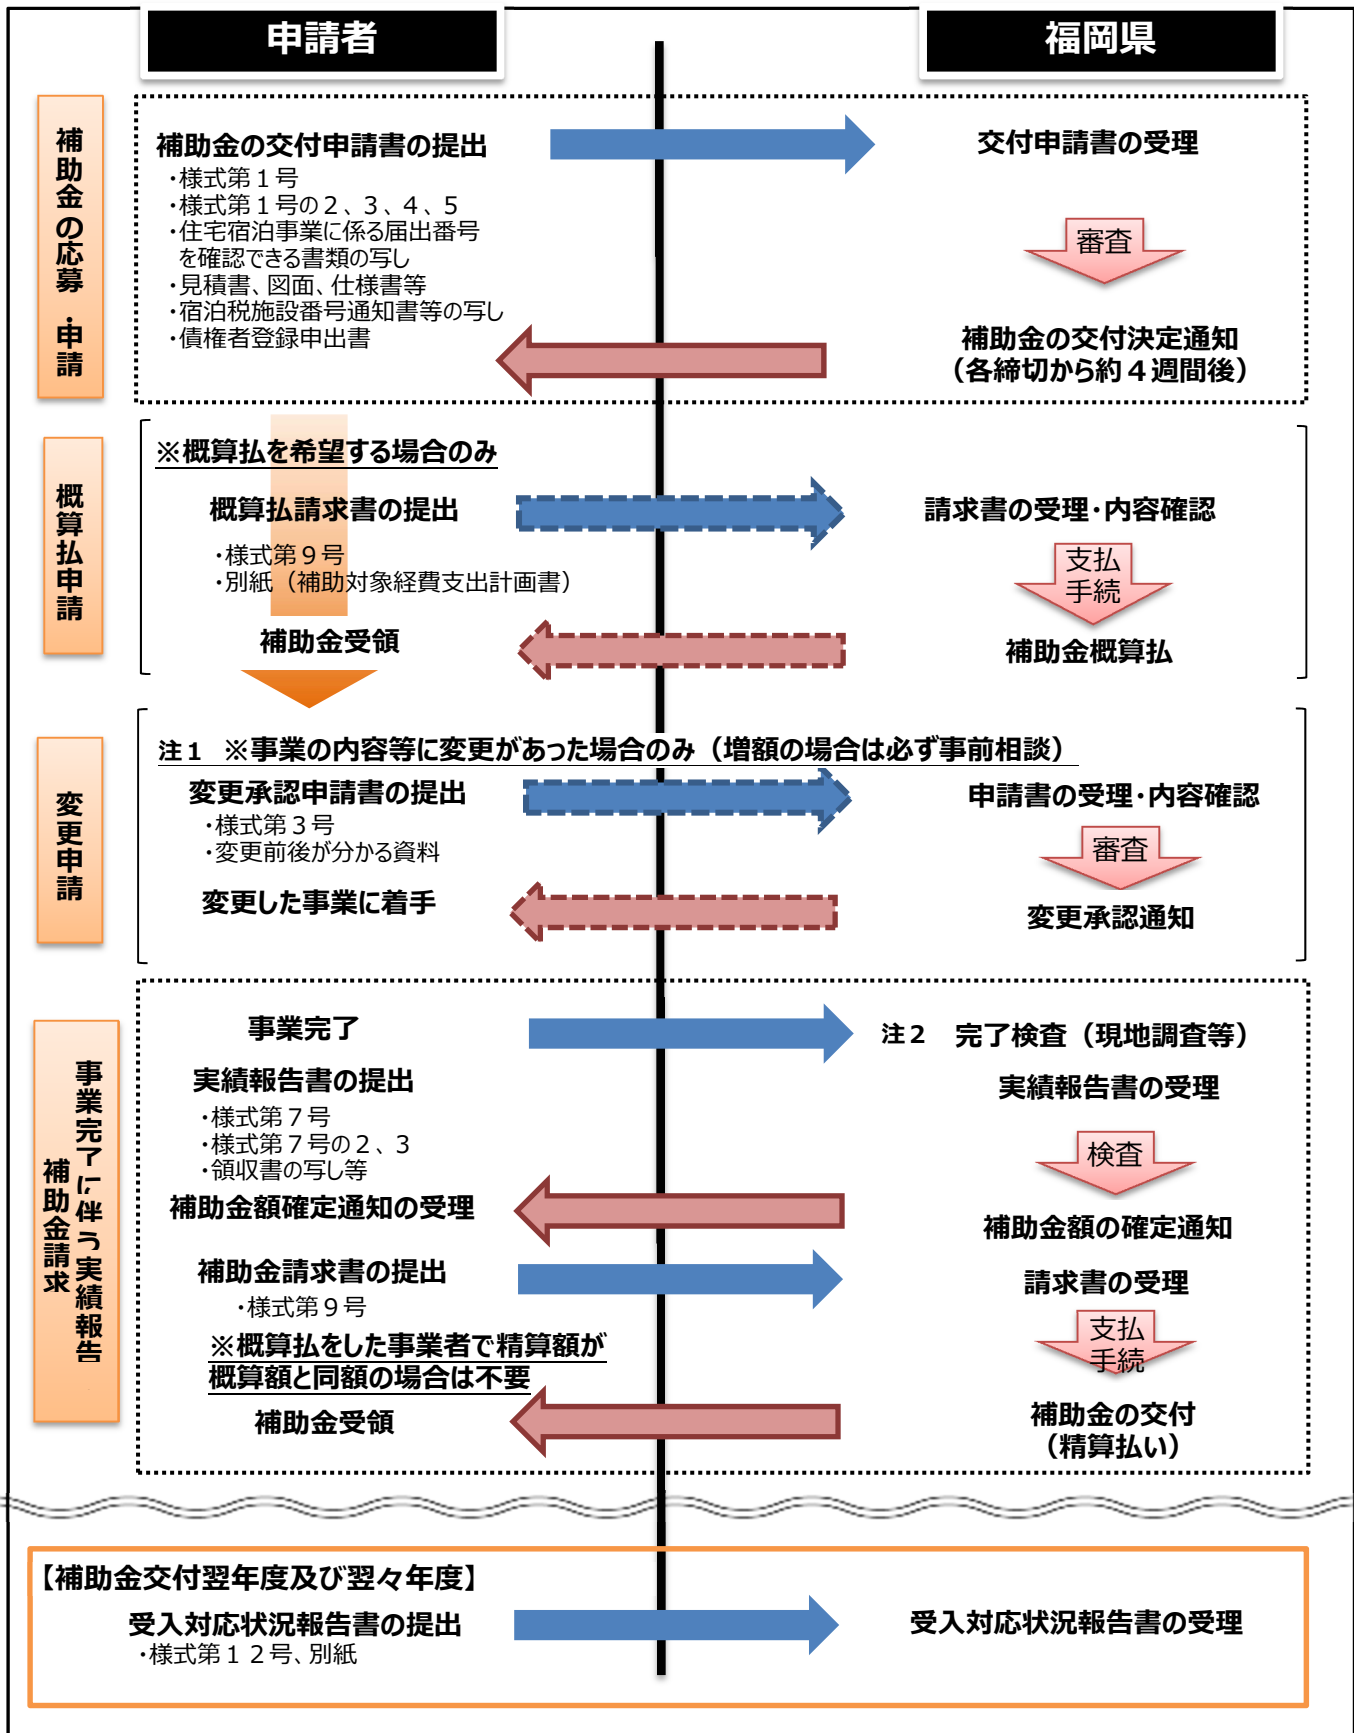 申請者
福岡県
補助金の応募・申請
補助金の交付申請書の提出
・様式第１号
・様式第１号の２、３、４、５
・住宅宿泊事業に係る届出番号
を確認できる書類の写し
・見積書、図面、仕様書等
・宿泊税施設番号通知書等の写し
・債権者登録申出書
交付申請書の受理
審査
補助金の交付決定通知
（各締切から約４週間後）
概算払申請
※概算払を希望する場合のみ
概算払請求書の提出
・様式第９号
・別紙（補助対象経費支出計画書）
補助金受領
請求書の受理・内容確認
支払
手続
補助金概算払
変更申請
注１　※事業の内容等に変更があった場合のみ（増額の場合は必ず事前相談）
変更承認申請書の提出
・様式第３号
・変更前後が分かる資料
変更した事業に着手
申請書の受理・内容確認
審査
変更承認通知
事業完了に伴う実績報告
補助金請求
事業完了
実績報告書の提出
・様式第７号
・様式第７号の２、３
・領収書の写し等
補助金額確定通知の受理
補助金請求書の提出
・様式第９号
※概算払をした事業者で精算額が
概算額と同額の場合は不要
補助金受領
注２　完了検査（現地調査等）
実績報告書の受理
検査
補助金額の確定通知
請求書の受理
支払
手続
補助金の交付
（精算払い）
【補助金交付翌年度及び翌々年度】
受入対応状況報告書の提出
・様式第１２号、別紙
受入対応状況報告書の受理